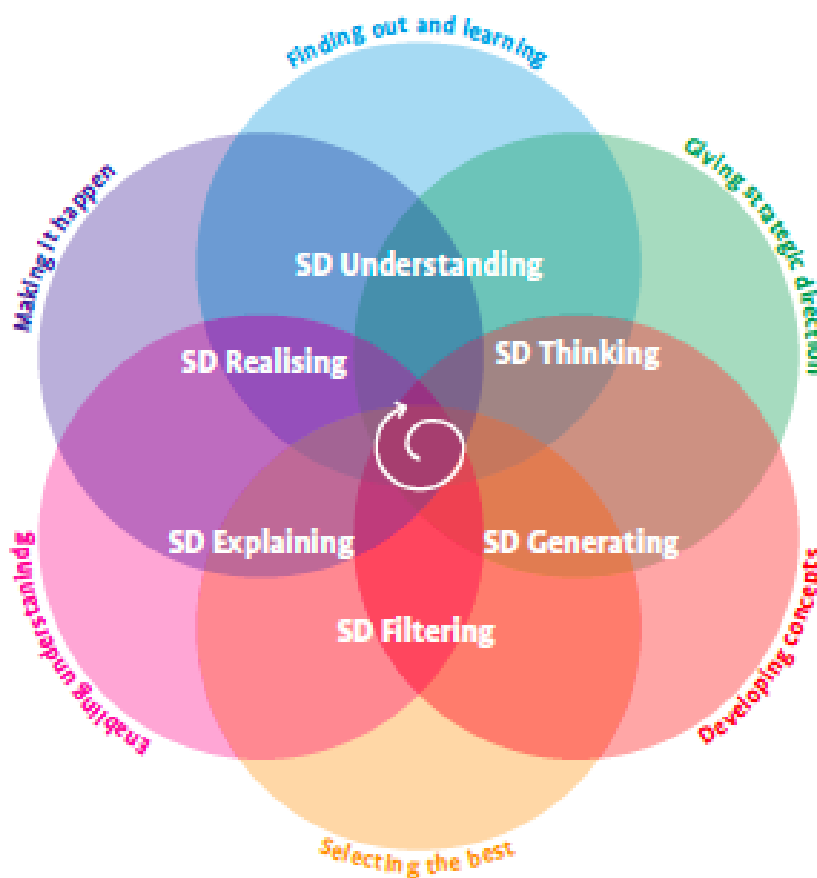 Finding out and learning
Giving strategic direction
Making it happen
SD Understanding
SD Thinking
SD Realising
SD Explaining
SD Generating
SD Filtering
Enabling understanding
Developing concepts
Selecting the best